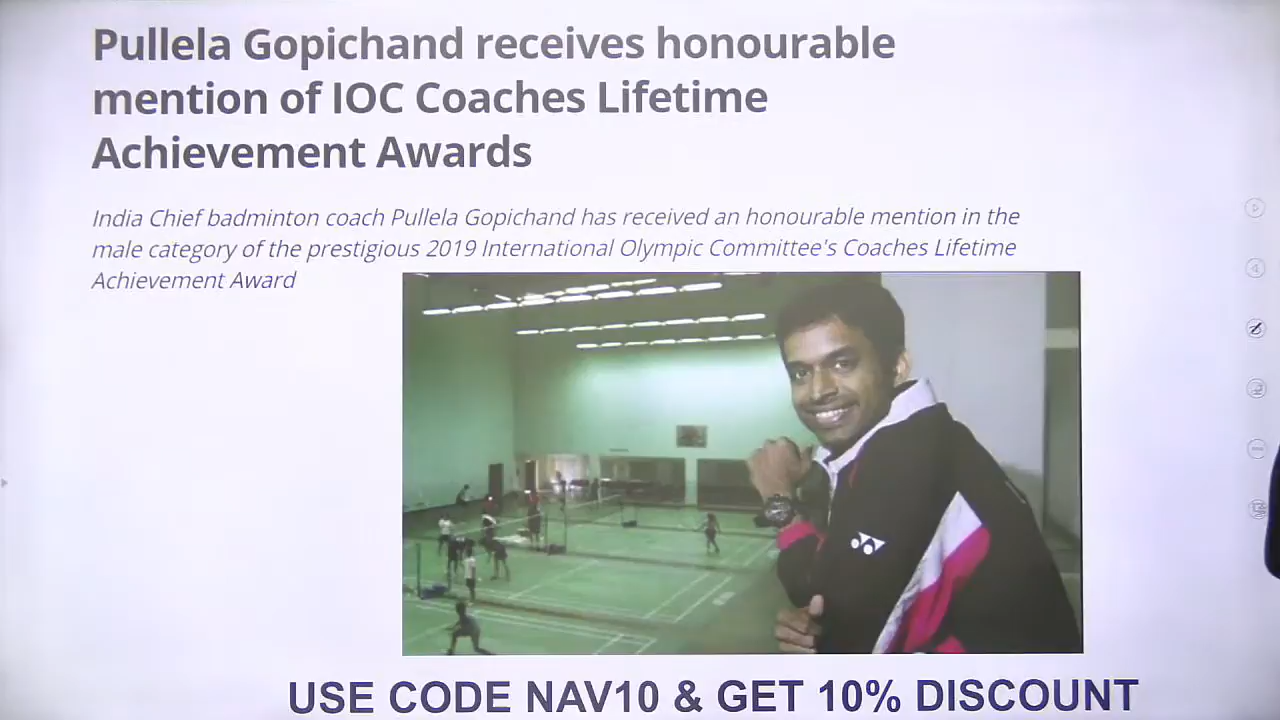 Pullela Gopichand receives honourable
mention of IOC Coaches Lifetime
Achievement Awards
India Chief badminton coach Pullela Gopichand has received an honourable mention in the
male category of the prestigious 2019 International Olympic Committee's Coaches Lifetime
Achievement Award
USE CODE NAV10 & GET 10% DISCOUNT